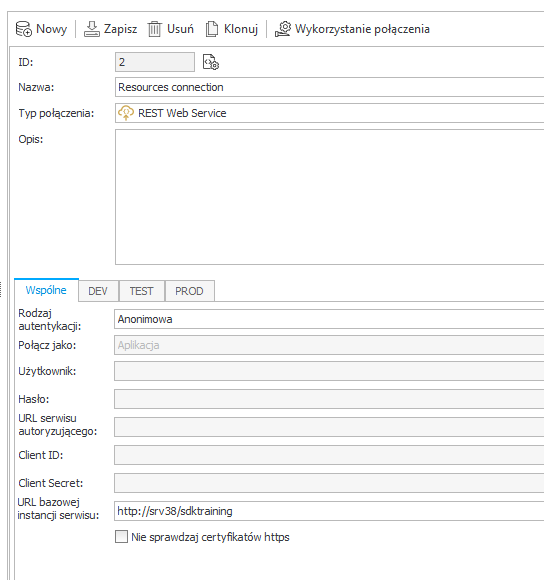 Nowy Zapisz Usuń Klonuj Wykorzystanie połączenia
ID: 2
Nazwa: Resources connection
Typ połączenia: REST Web Service
Opis:
Wspólne DEV TEST PROD
Rodzaj
autentykacji: Anonimowa
Połącz jako: Aplikacja
Użytkownik:
Hasło:
URL serwisu
autoryzującego:
Client ID:
Client Secret:
URL bazowej
instancji serwisu: http://srv38/sdktraining
Nie sprawdzaj certyfikatów https